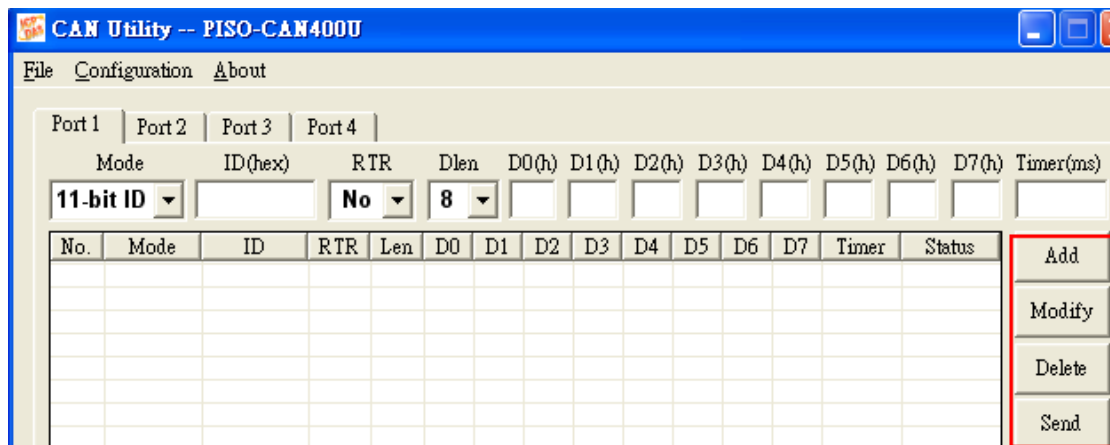 CAN Utility -- PISO-CAN400U
File Configuration About
Port 1 Port 2 Port 3 Port 4
Mode ID(hex) RTR Dlen D0(h) D1(h) D2(h) D3(h) D4(h) D5(h) D6(h) D7(h) Timer(ms)
11-bit ID No 8
No. Mode ID RTR Len D0 D1 D2 D3 D4 D5 D6 D7 Timer Status
Add
Modify
Delete
Send